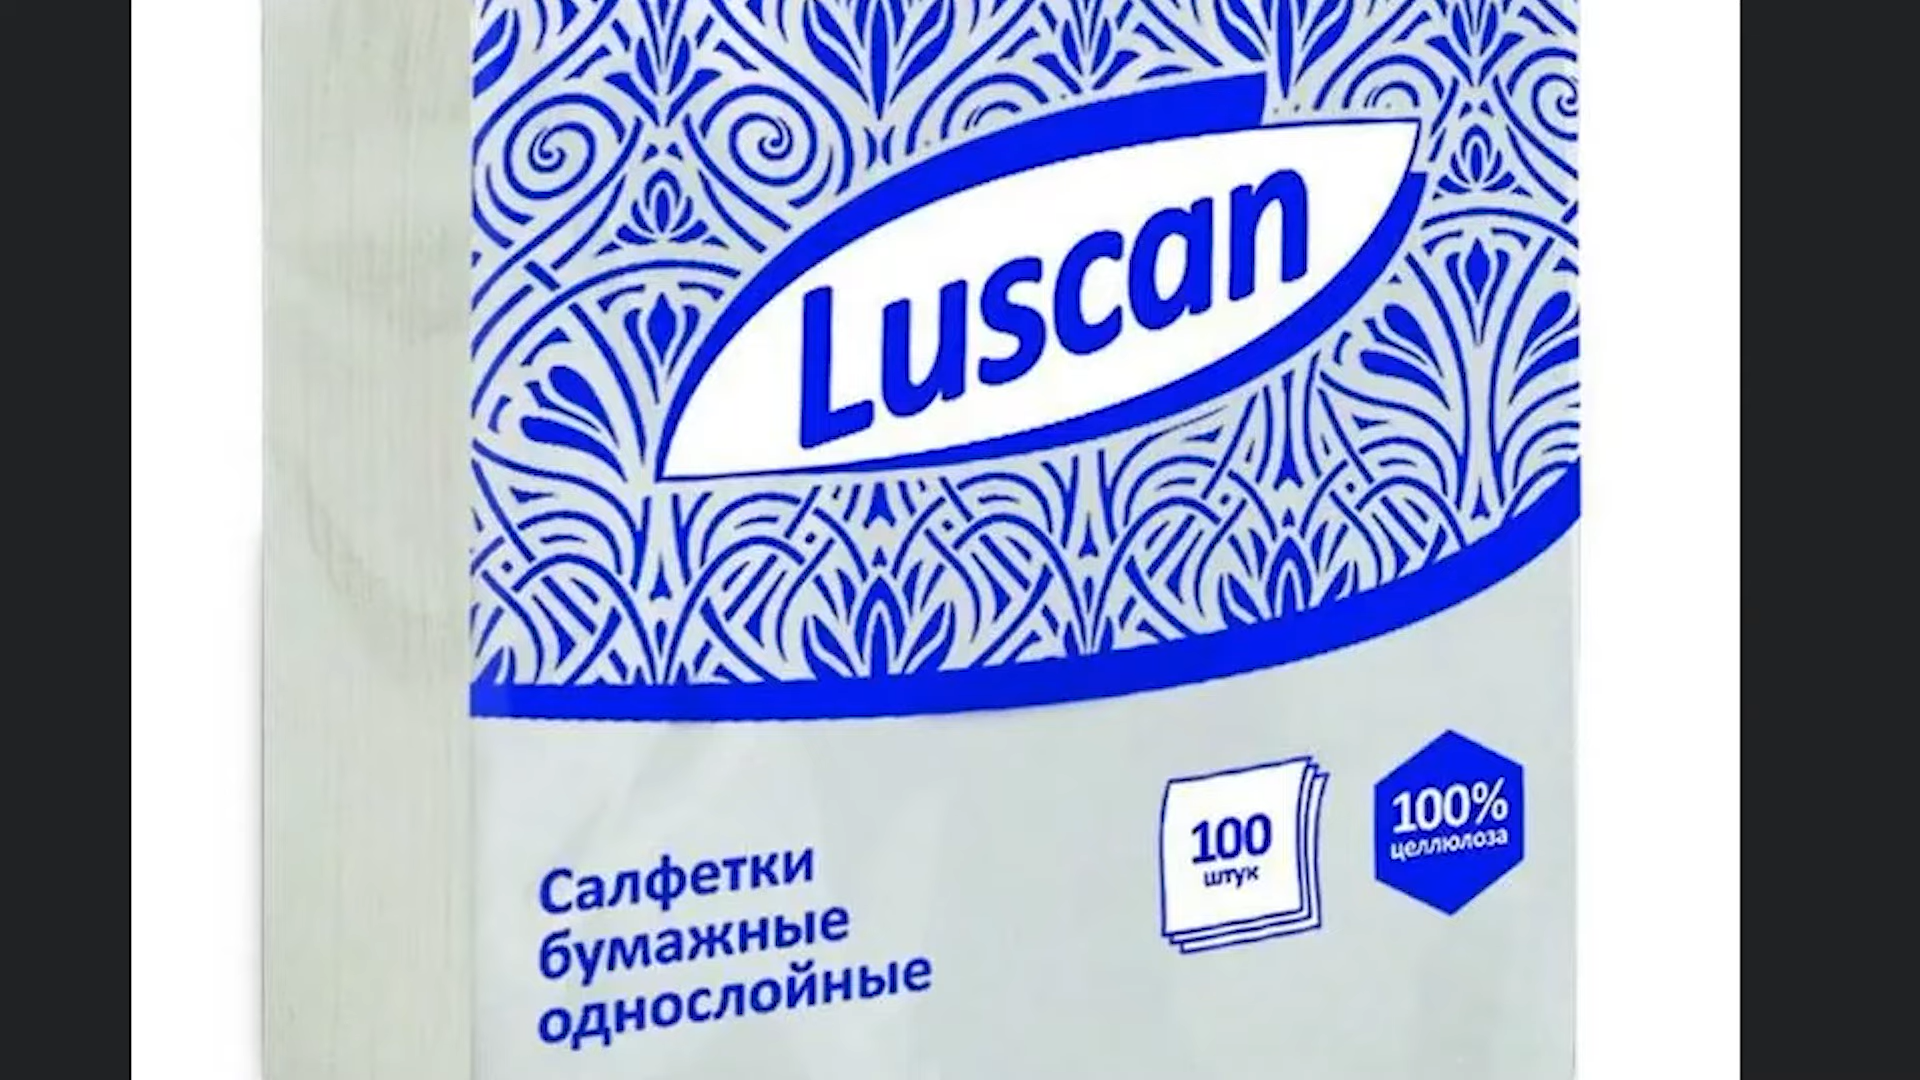 Luscan
100
штук
100%
целлюлоза
Салфетки
бумажные
однослойные